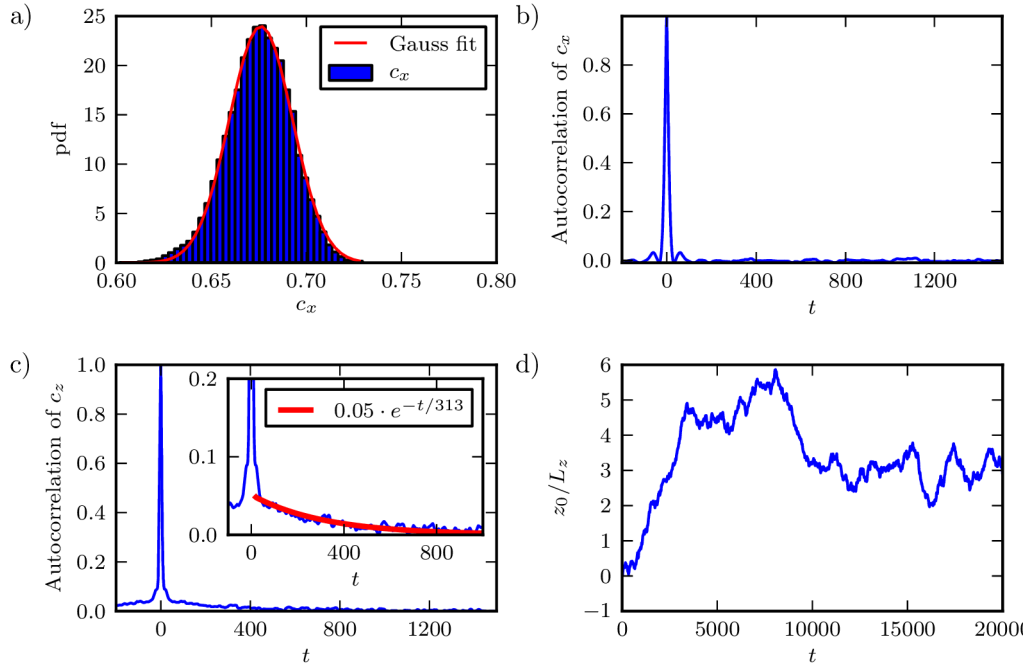 a)
25
20
15
10
5
0
pdf
Gauss fit
c_x
0.60 0.65 0.70 0.75 0.80
c_x
b)
0.8
0.6
0.4
0.2
0.0
Autocorrelation of c_x
0 400 800 1200
t
c)
1.0
0.8
0.6
0.4
0.2
0.0
Autocorrelation of c_z
0.2
0.1
0.0
0.05 · e^{−t/313}
0 400 800
t
0 400 800 1200
t
d)
6
5
4
3
2
1
0
−1
z_0/L_z
0 5000 10000 15000 20000
t